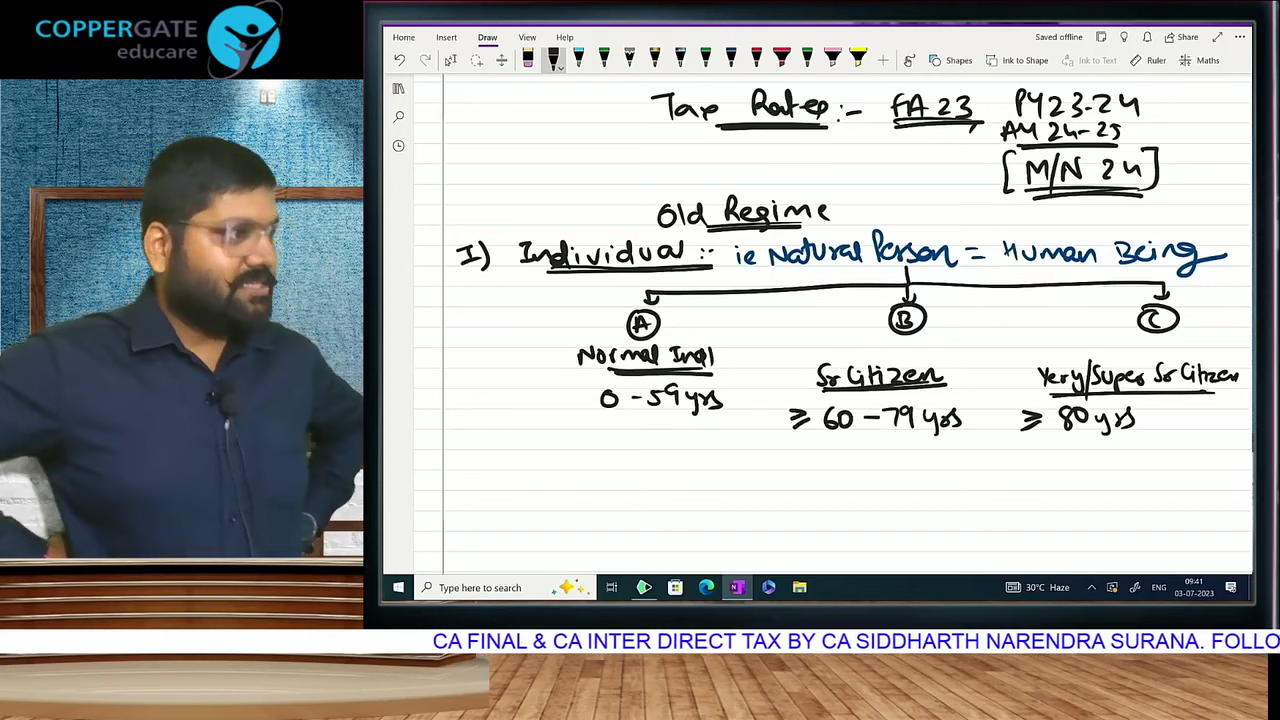 COPPERGATE
educare
Home Insert Draw View Help
Saved offline
Share
Shapes
Ink to Shape
Ink to Text
Ruler
Maths
Tax Rates :- FA 23 PY 23-24
AY 24-25
[M/N 24]
Old Regime
I) Individual :- ie Natural Person = Human Being
A B C
Normal Indl Sr Citizen Very/Super Sr Citizen
0 - 59 yrs ≥ 60 - 79 yrs ≥ 80 yrs
Type here to search
30°C Haze
ENG
09:41
03-07-2023
CA FINAL & CA INTER DIRECT TAX BY CA SIDDHARTH NARENDRA SURANA. FOLLO